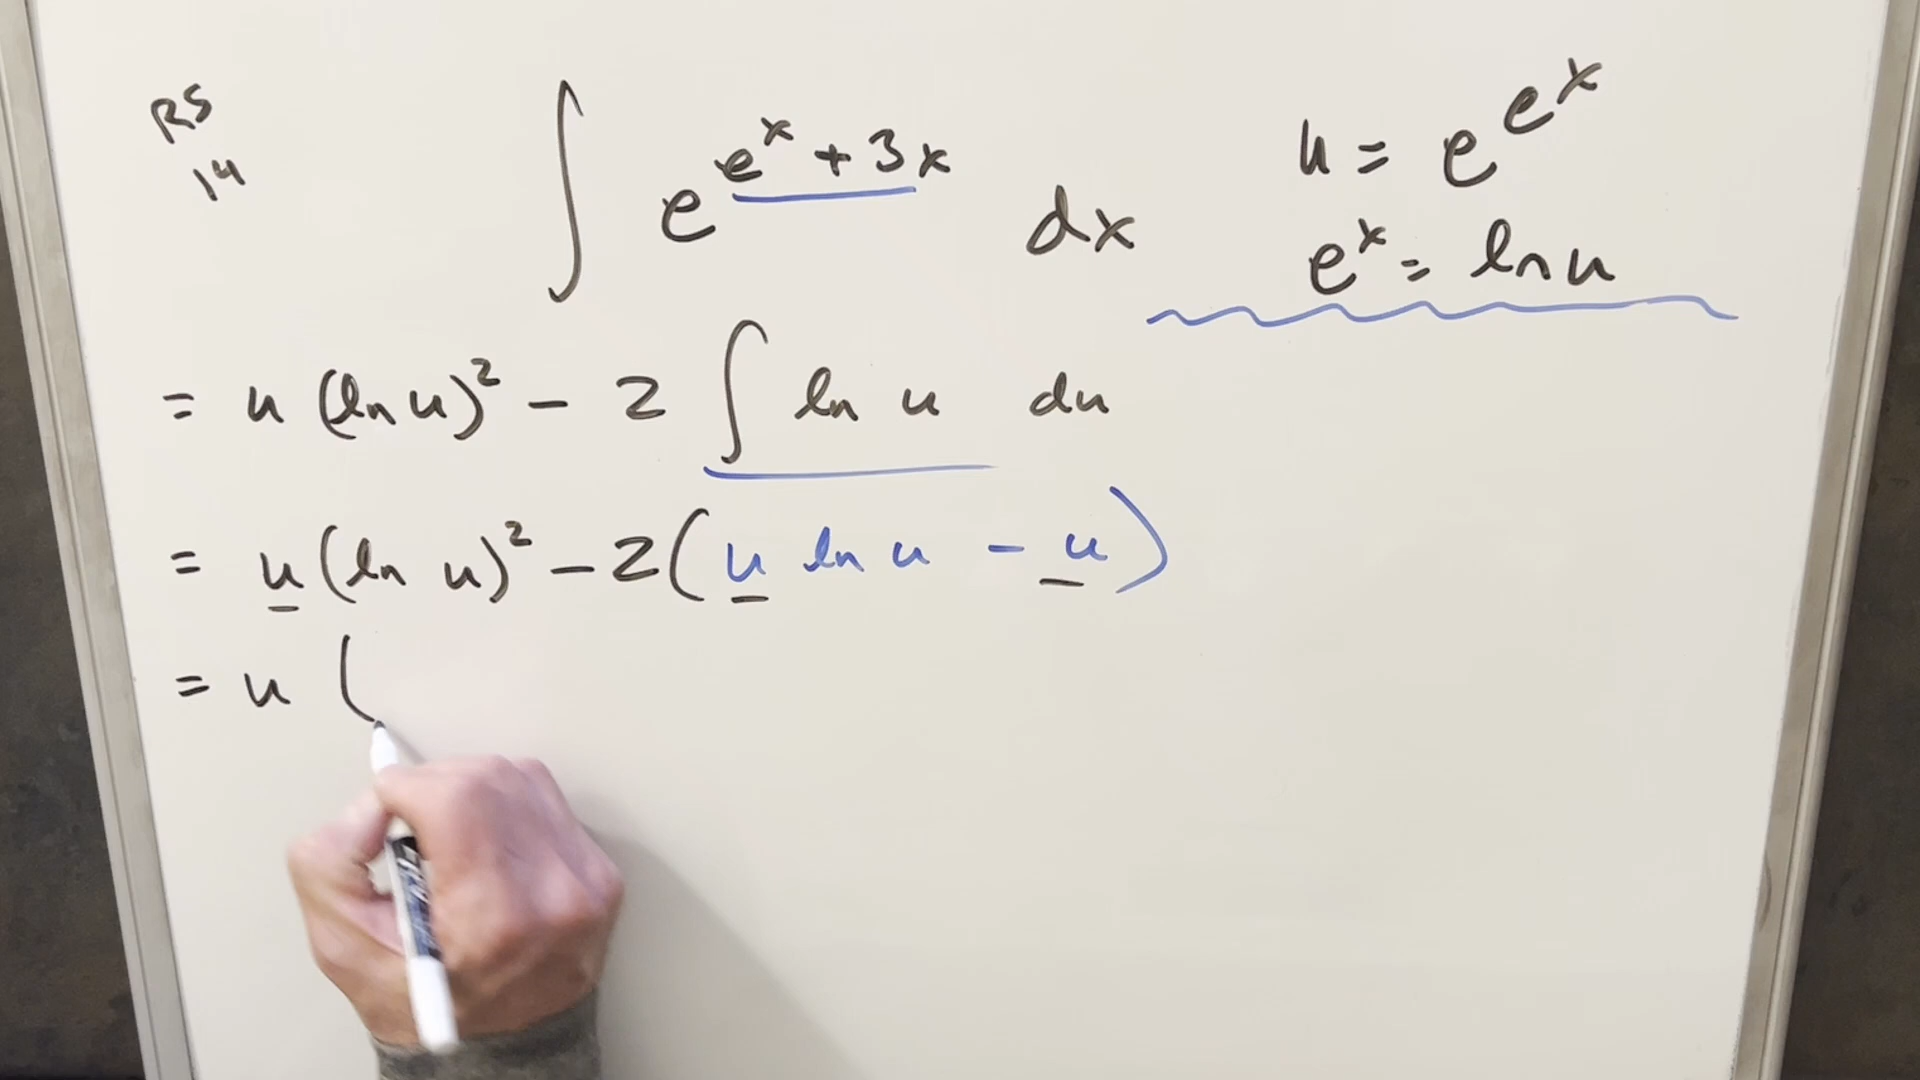 RS
14
∫ e^(e^x + 3x) dx
u = e^(e^x)
e^x = ln u
= u (ln u)² - 2 ∫ ln u du
= u (ln u)² - 2 (u ln u - u)
= u (